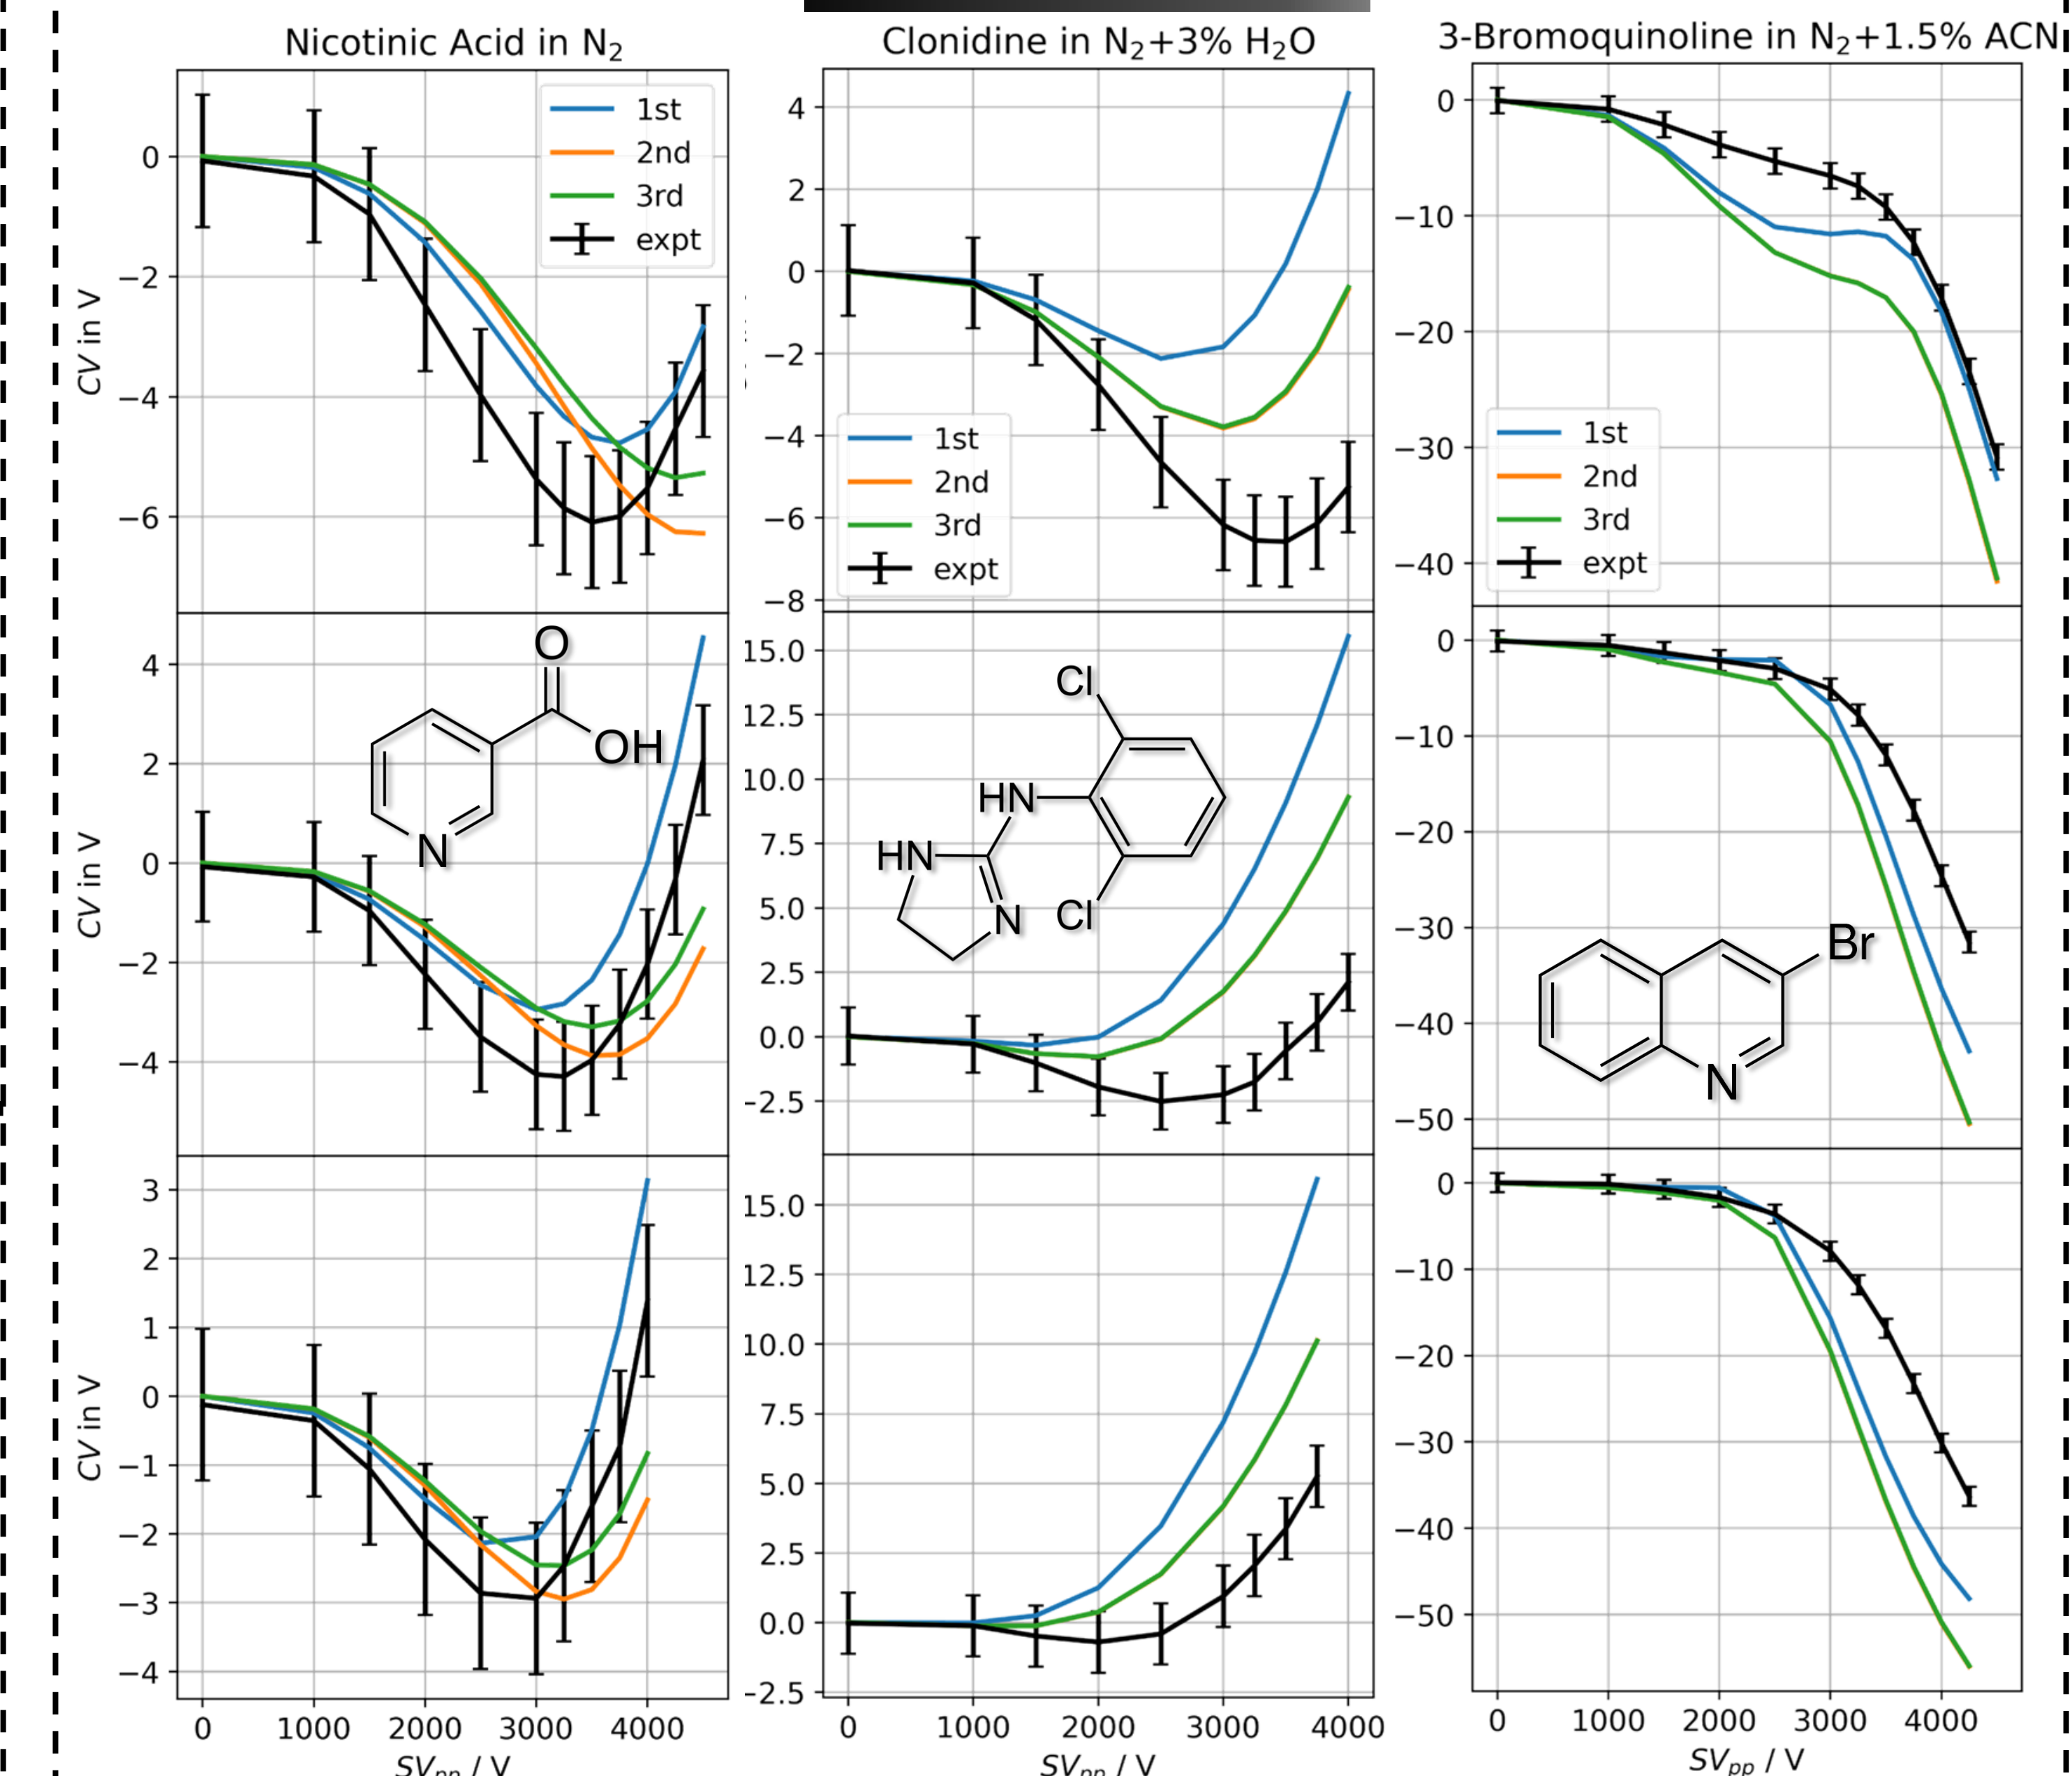 Nicotinic Acid in N₂
Clonidine in N₂+3% H₂O
3-Bromoquinoline in N₂+1.5% ACN
0
−2
−4
−6
CV in V
1st
2nd
3rd
expt
4
2
0
−2
−4
−6
−8
1st
2nd
3rd
expt
0
−10
−20
−30
−40
1st
2nd
3rd
expt
4
2
0
−2
−4
CV in V
O
OH
N
15.0
12.5
10.0
7.5
5.0
2.5
0.0
-2.5
Cl
HN
HN
N
Cl
0
−10
−20
−30
−40
−50
Br
N
3
2
1
0
−1
−2
−3
−4
CV in V
0 1000 2000 3000 4000
SVpp / V
15.0
12.5
10.0
7.5
5.0
2.5
0.0
-2.5
0 1000 2000 3000 4000
SVpp / V
0
−10
−20
−30
−40
−50
0 1000 2000 3000 4000
SVpp / V